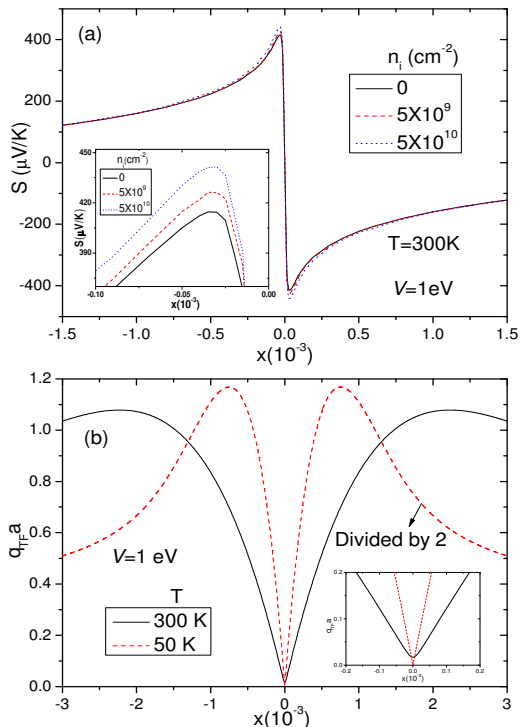 (a)
n_i (cm^-2)
0
5X10^9
5X10^10
S (μV/K)
400
200
0
-200
-400
n_i(cm^-2)
0
5X10^9
5X10^10
S(μV/K)
450
420
390
-0.10 -0.05 0.00
x(10^-3)
T=300K
V=1eV
-1.5 -1.0 -0.5 0.0 0.5 1.0 1.5
x(10^-3)
(b)
q_TF a
1.2
1.0
0.8
0.6
0.4
0.2
0.0
V=1 eV
Divided by 2
T
300 K
50 K
q_TF a
0.2
0.1
0.0
-0.2 -0.1 0.0 0.1 0.2
x(10^-3)
-3 -2 -1 0 1 2 3
x(10^-3)